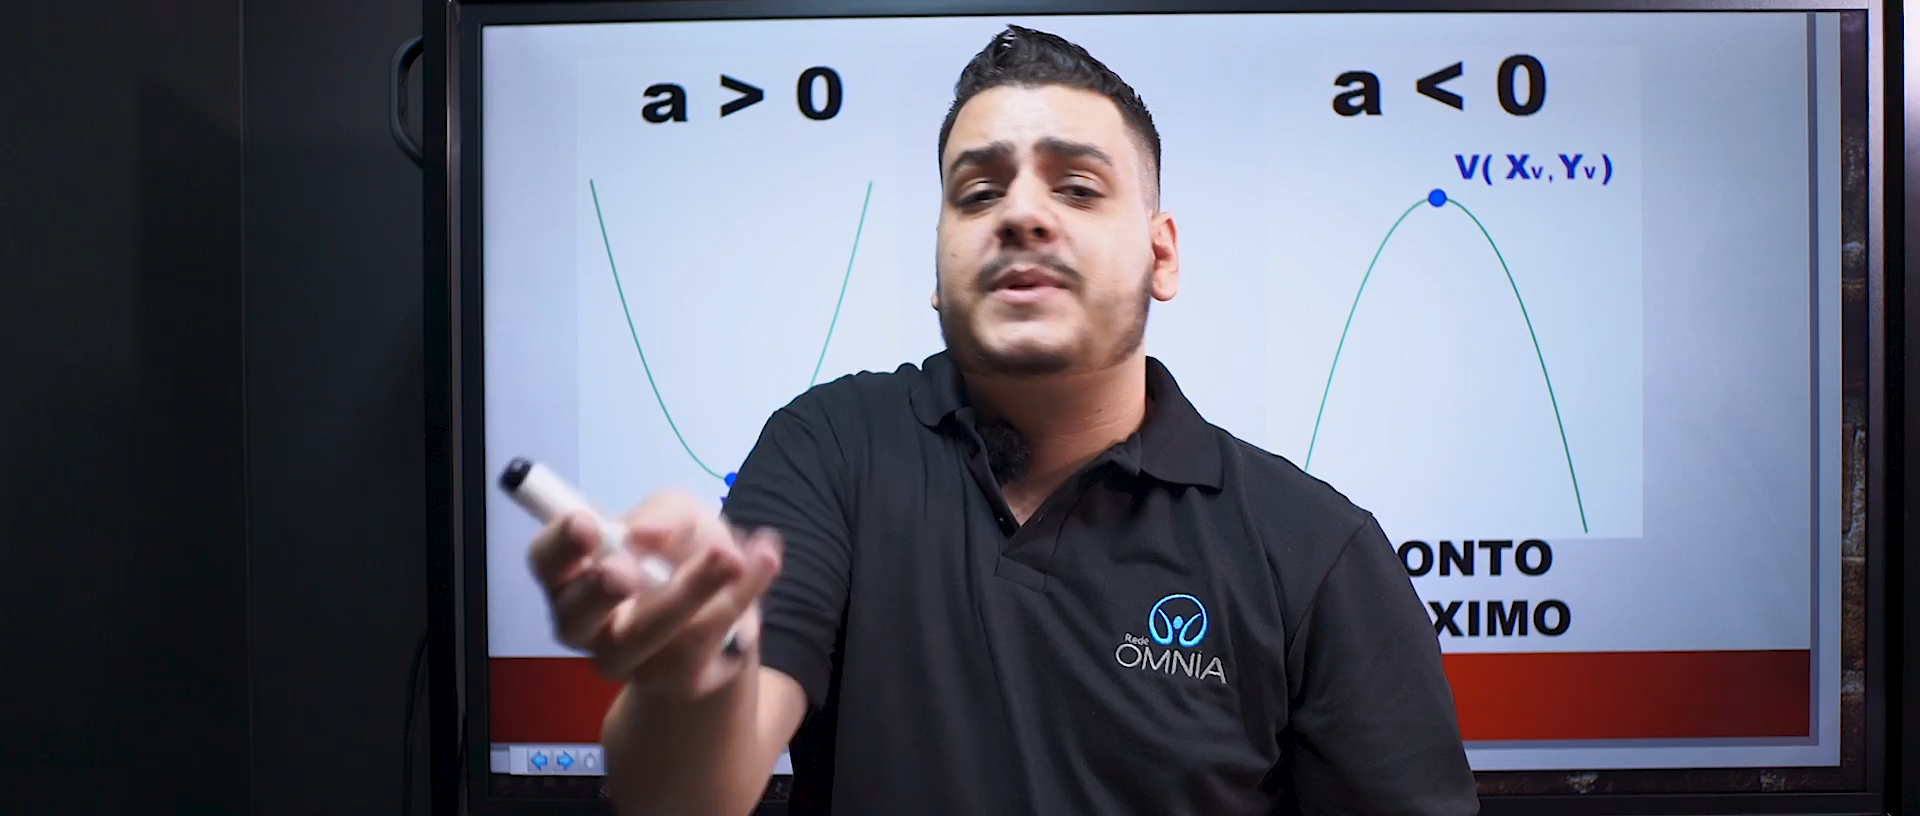 a > 0
a < 0
V( Xv, Yv )
ONTO
XIMO
Rede
OMNIA